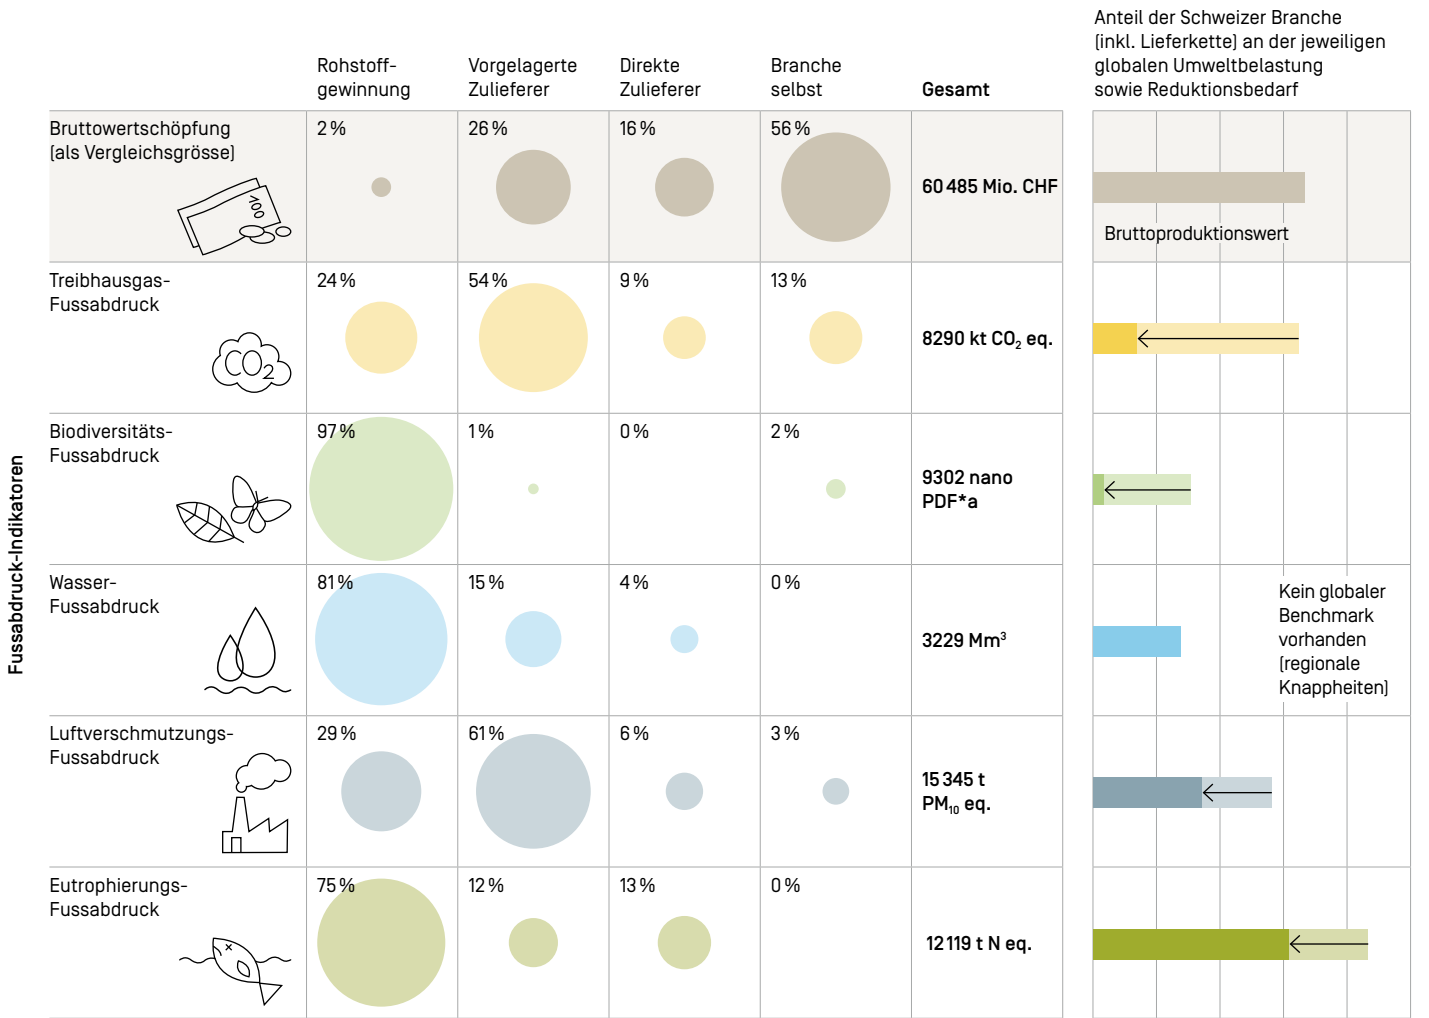 Anteil der Schweizer Branche
(inkl. Lieferkette) an der jeweiligen
globalen Umweltbelastung
sowie Reduktionsbedarf
Rohstoff-
gewinnung
Vorgelagerte
Zulieferer
Direkte
Zulieferer
Branche
selbst
Gesamt
Fussabdruck-Indikatoren
Bruttowertschöpfung
(als Vergleichsgrösse)
100
2 %
26 %
16 %
56 %
60 485 Mio. CHF
Bruttoproduktionswert
Treibhausgas-
Fussabdruck
CO2
24 %
54 %
9 %
13 %
8290 kt CO₂ eq.
Biodiversitäts-
Fussabdruck
97 %
1 %
0 %
2 %
9302 nano
PDF*a
Wasser-
Fussabdruck
81 %
15 %
4 %
0 %
3229 Mm³
Kein globaler
Benchmark
vorhanden
(regionale
Knappheiten)
Luftverschmutzungs-
Fussabdruck
29 %
61 %
6 %
3 %
15 345 t
PM₁₀ eq.
Eutrophierungs-
Fussabdruck
75 %
12 %
13 %
0 %
12 119 t N eq.